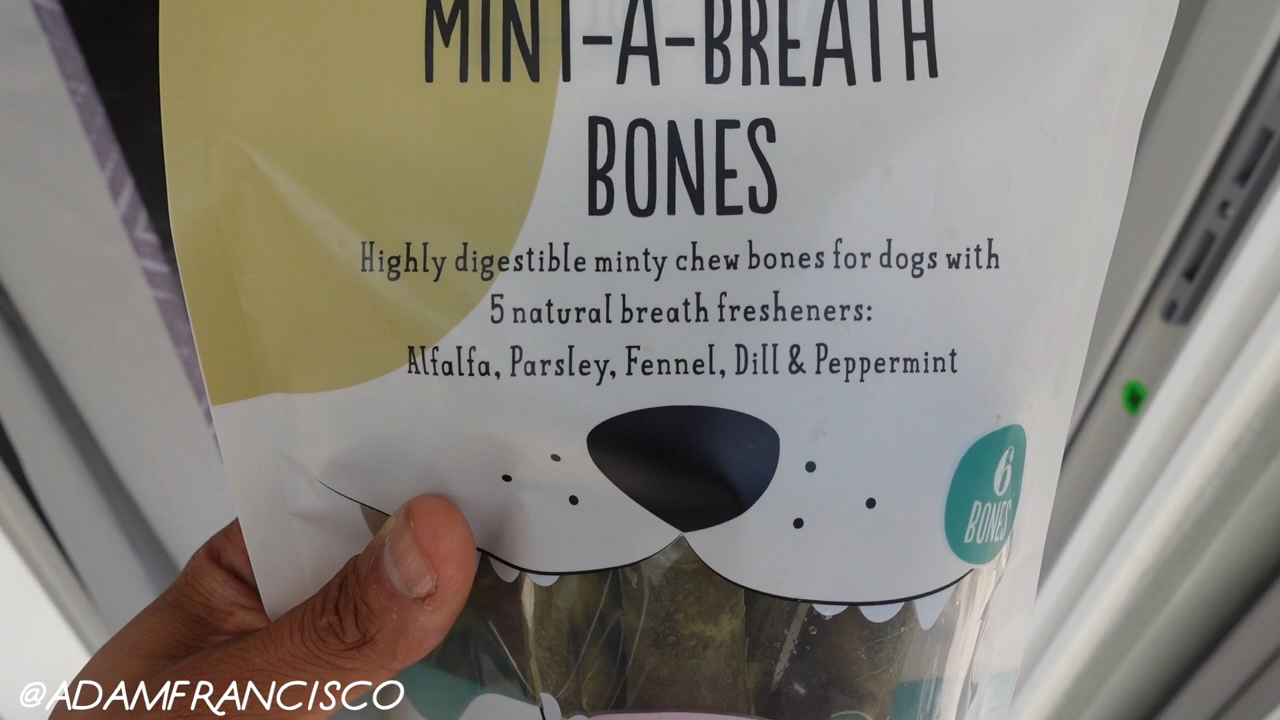 MINT-A-BREATH
BONES
Highly digestible minty chew bones for dogs with
5 natural breath fresheners:
Alfalfa, Parsley, Fennel, Dill & Peppermint
6
BONES
@ADAMFRANCISCO